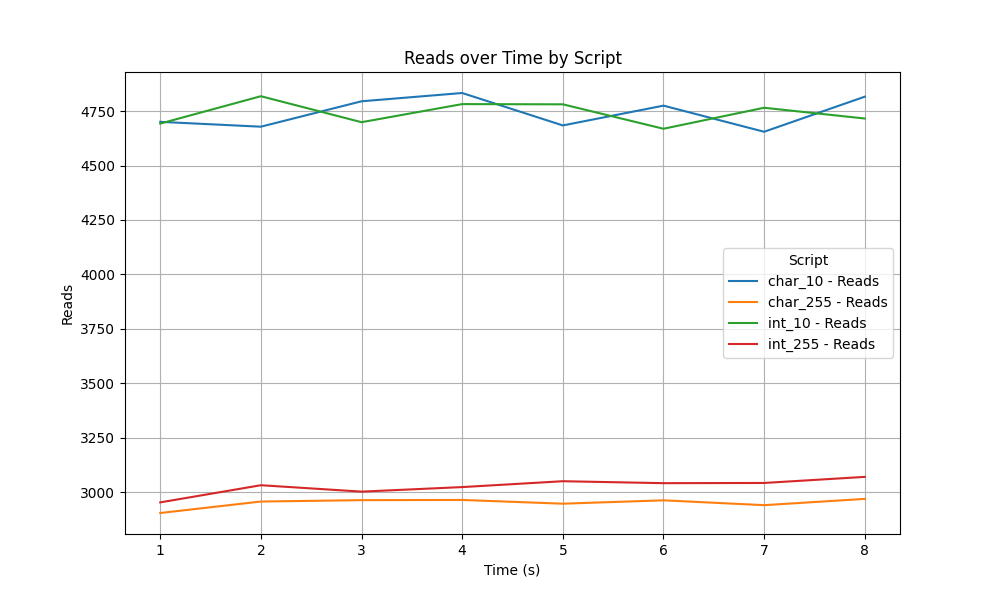 Reads over Time by Script
Reads
4750
4500
4250
4000
3750
3500
3250
3000
Script
char_10 - Reads
char_255 - Reads
int_10 - Reads
int_255 - Reads
1 2 3 4 5 6 7 8
Time (s)